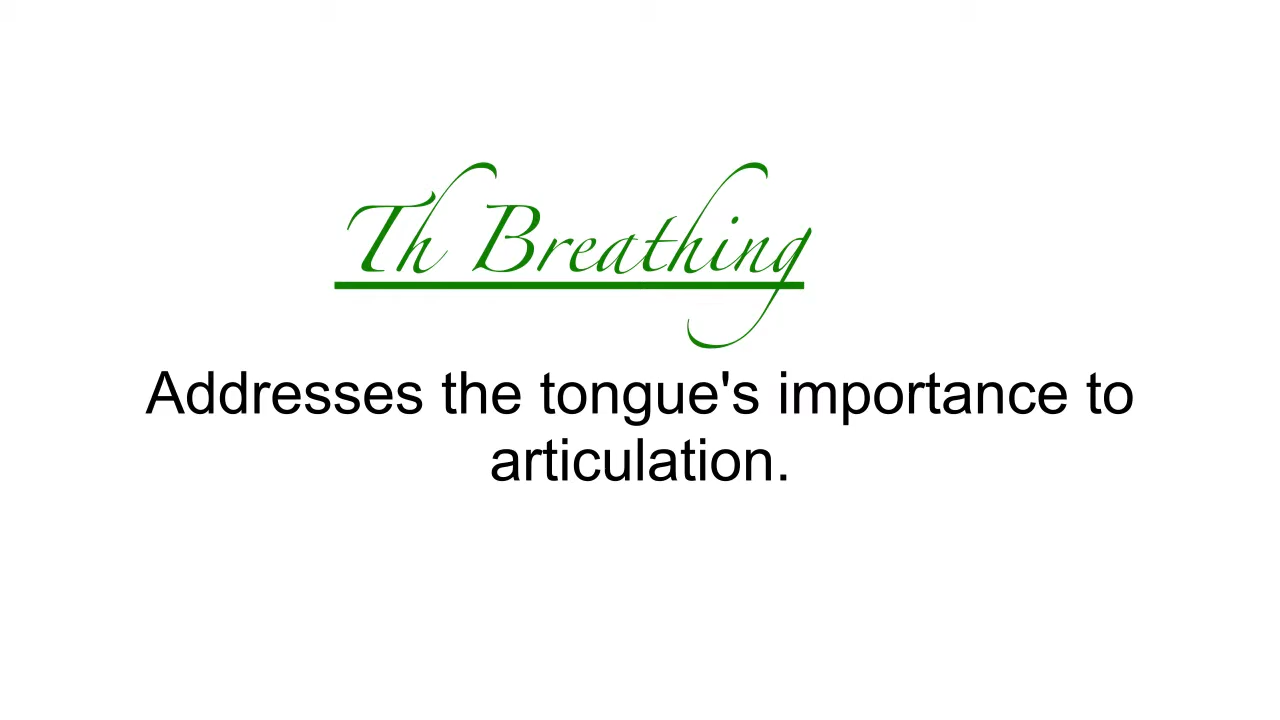 Th Breathing
Addresses the tongue's importance to
articulation.